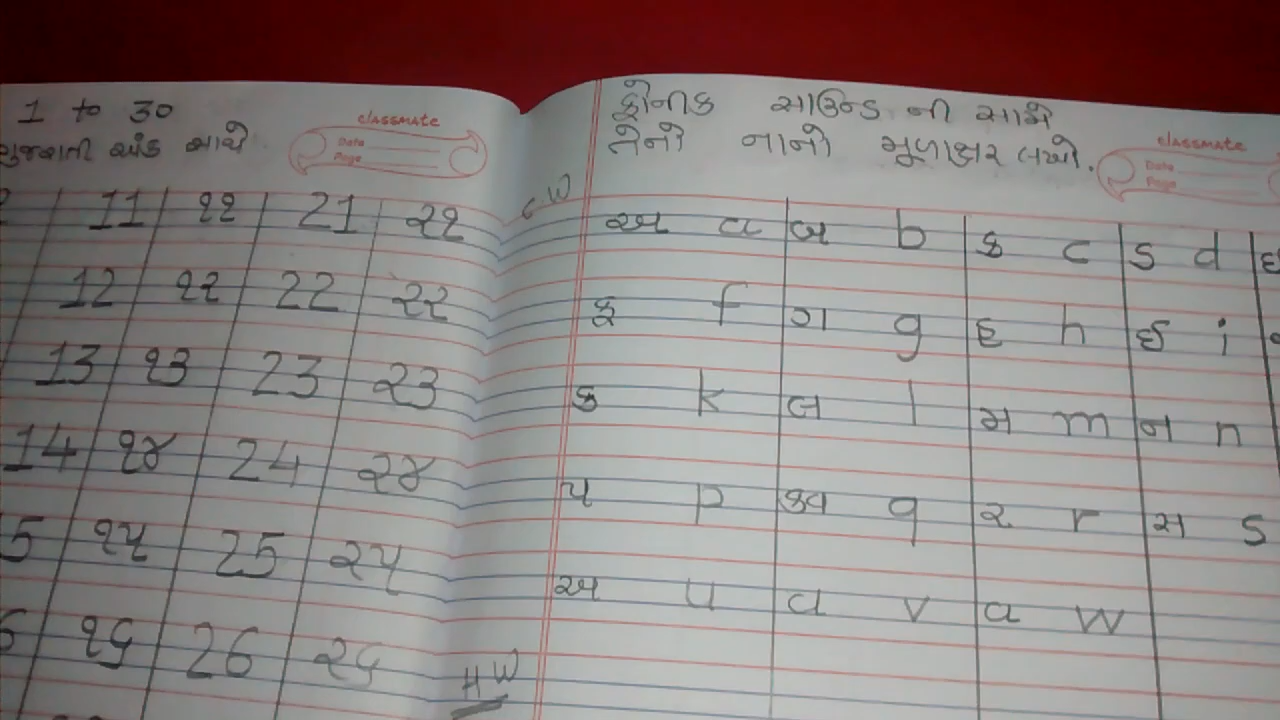 1 to 30
ગુજરાતી અંક સાથે
classmate
Date
Page
11 ૧૧ 21 ૨૧
12 ૧૨ 22 ૨૨
13 ૧૩ 23 ૨૩
14 ૧૪ 24 ૨૪
5 ૧૫ 25 ૨૫
6 ૧૬ 26 ૨૬
HW
ફોનીક સાઉન્ડ ની સામે
તેનો નાનો મૂળાક્ષર લખો.
classmate
Date
Page
CW
અ a બ b ક c ડ d
ફ f ગ g હ h ઈ i
ક k લ l મ m ન n
પ p ક્વ q ર r સ s
અ u વ v વ w